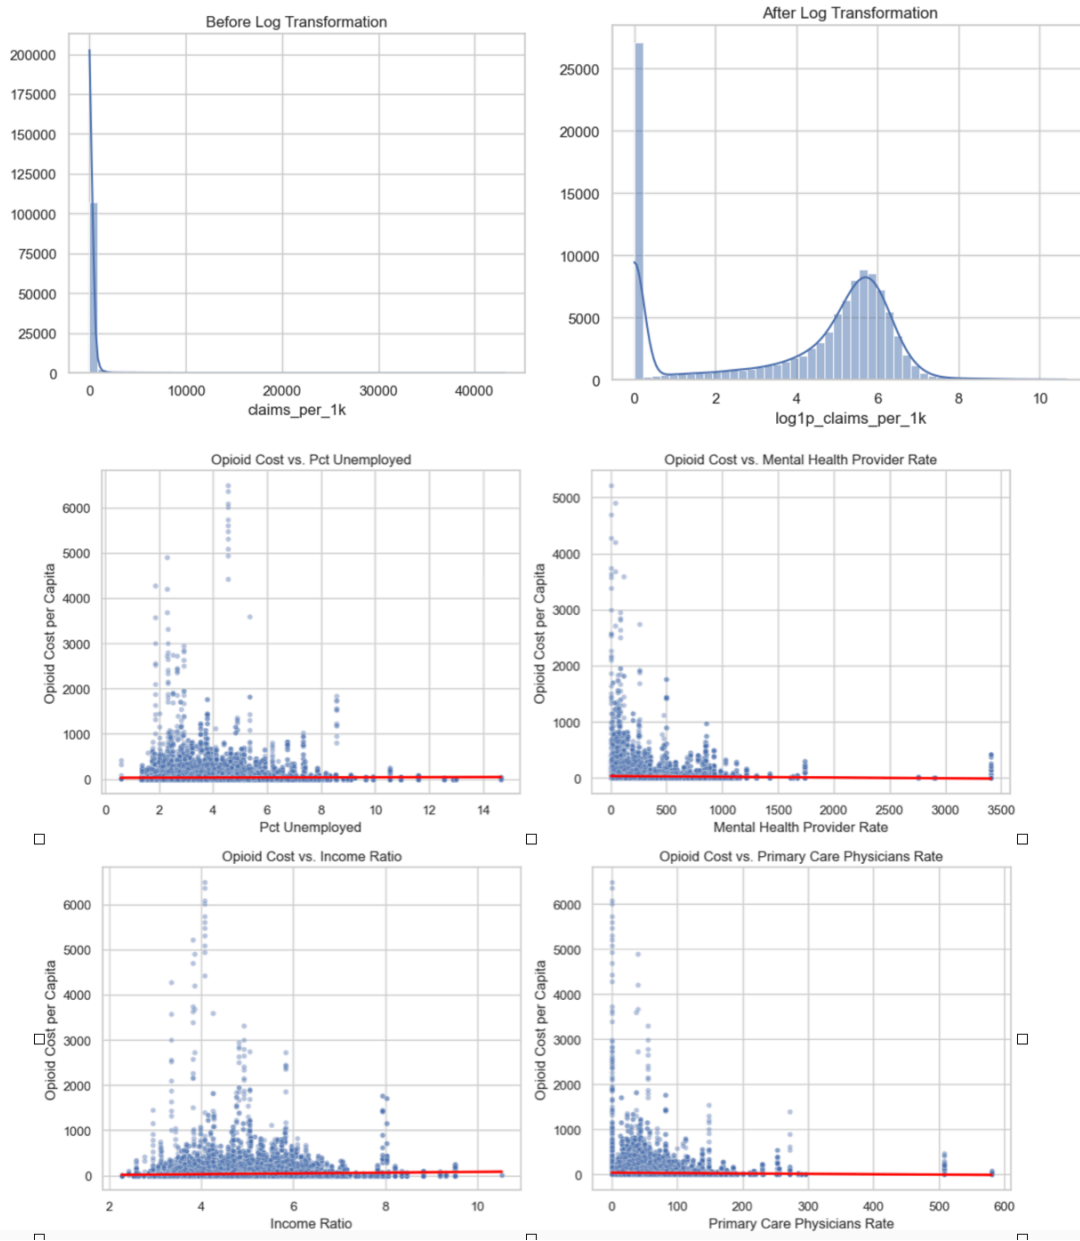 Before Log Transformation
200000
175000
150000
125000
100000
75000
50000
25000
0
0 10000 20000 30000 40000
claims_per_1k
After Log Transformation
25000
20000
15000
10000
5000
0
0 2 4 6 8 10
log1p_claims_per_1k
Opioid Cost vs. Pct Unemployed
Opioid Cost per Capita
6000
5000
4000
3000
2000
1000
0
0 2 4 6 8 10 12 14
Pct Unemployed
Opioid Cost vs. Mental Health Provider Rate
Opioid Cost per Capita
5000
4000
3000
2000
1000
0
0 500 1000 1500 2000 2500 3000 3500
Mental Health Provider Rate
Opioid Cost vs. Income Ratio
Opioid Cost per Capita
6000
5000
4000
3000
2000
1000
0
2 4 6 8 10
Income Ratio
Opioid Cost vs. Primary Care Physicians Rate
Opioid Cost per Capita
6000
5000
4000
3000
2000
1000
0
0 100 200 300 400 500 600
Primary Care Physicians Rate